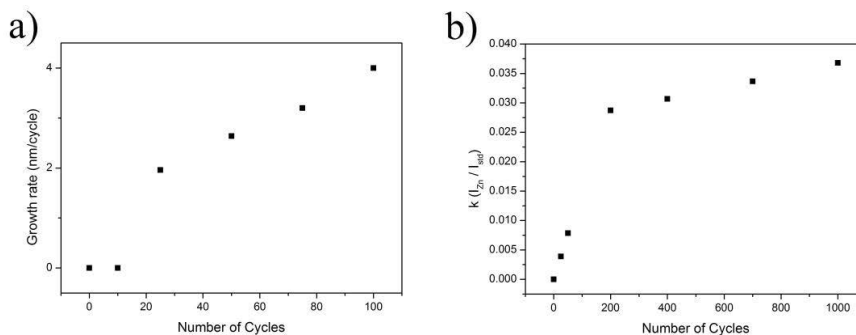 a)
Growth rate (nm/cycle)
4
2
0
0 20 40 60 80 100
Number of Cycles
b)
k (I_Zn / I_std)
0.040
0.035
0.030
0.025
0.020
0.015
0.010
0.005
0.000
0 200 400 600 800 1000
Number of Cycles